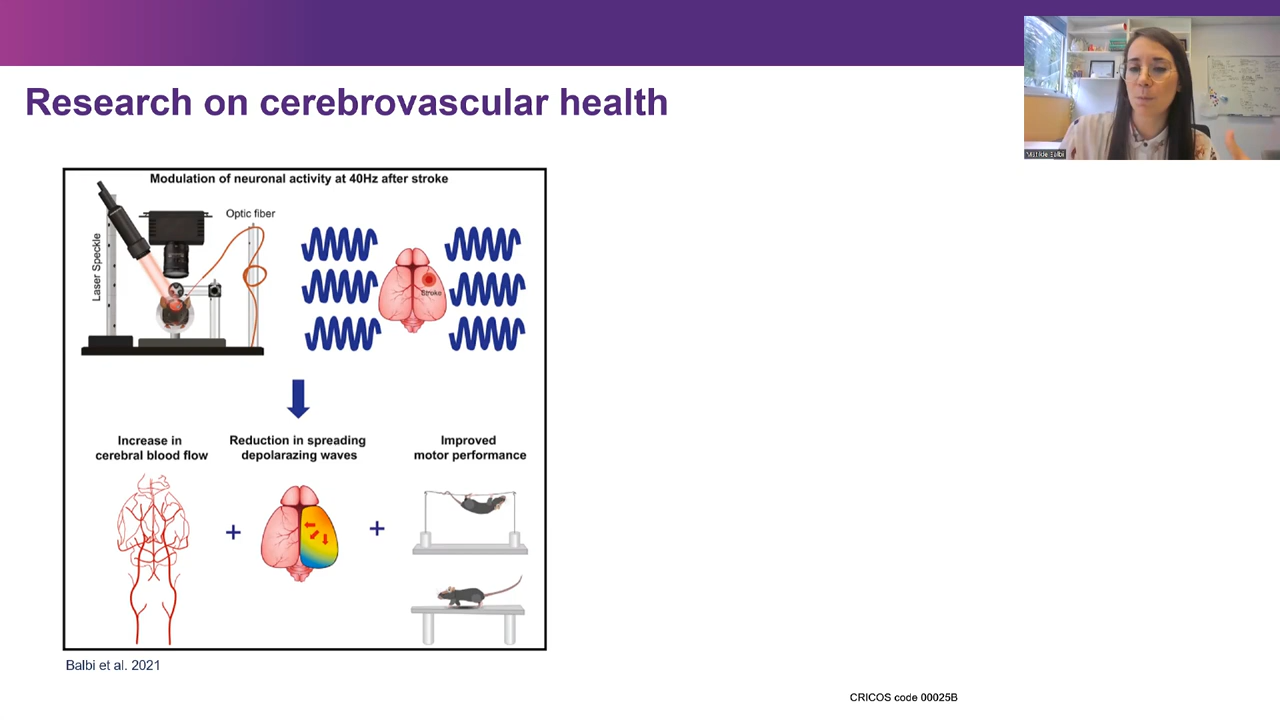 Research on cerebrovascular health
Matilde Balbi
Modulation of neuronal activity at 40Hz after stroke
Laser Speckle
Optic fiber
Stroke
Increase in
cerebral blood flow
Reduction in spreading
depolarazing waves
Improved
motor performance
+
+
Balbi et al. 2021
CRICOS code 00025B